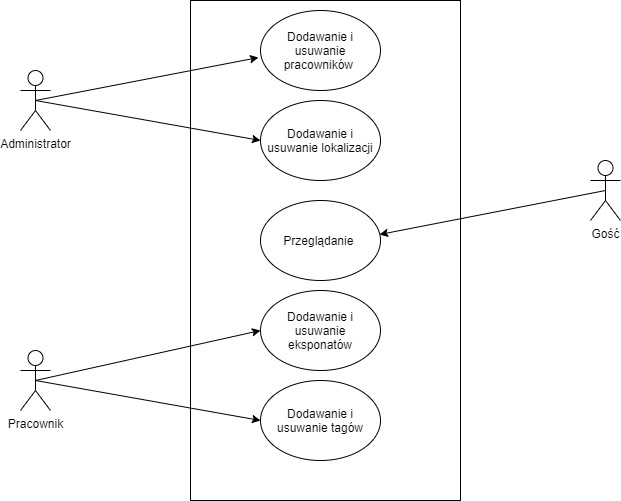 Dodawanie i
usuwanie
pracowników
Administrator
Dodawanie i
usuwanie lokalizacji
Gość
Przeglądanie
Dodawanie i
usuwanie
eksponatów
Pracownik
Dodawanie i
usuwanie tagów